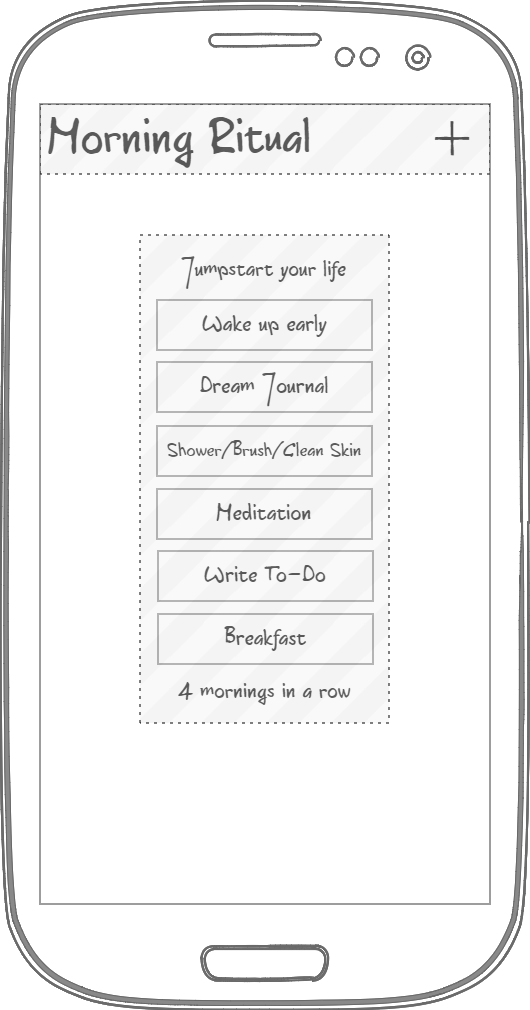 Morning Ritual +
Jumpstart your life
Wake up early
Dream Journal
Shower/Brush/Clean Skin
Meditation
Write To-Do
Breakfast
4 mornings in a row